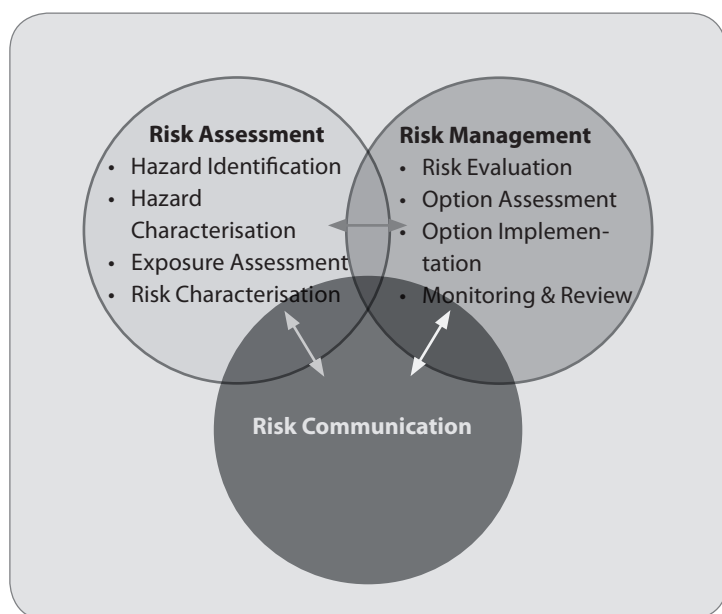 Risk Assessment
• Hazard Identification
• Hazard
Characterisation
• Exposure Assessment
• Risk Characterisation
Risk Management
• Risk Evaluation
• Option Assessment
• Option Implemen-
tation
• Monitoring & Review
Risk Communication